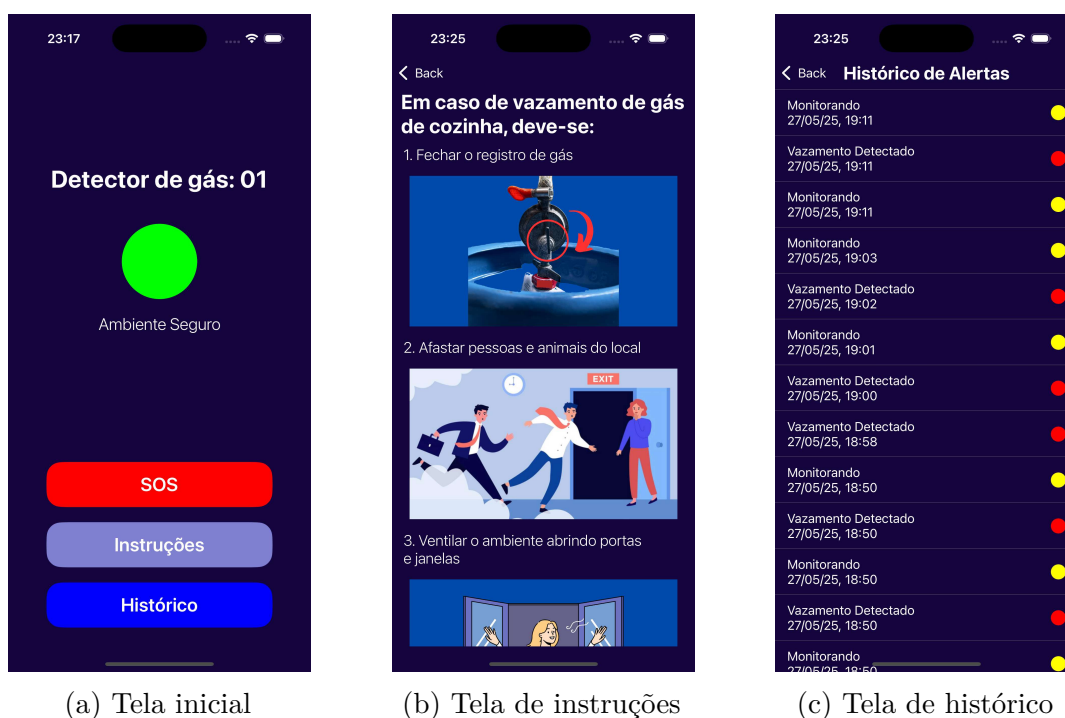 23:17
Detector de gás: 01
Ambiente Seguro
SOS
Instruções
Histórico
(a) Tela inicial
23:25
Back
Em caso de vazamento de gás
de cozinha, deve-se:
1. Fechar o registro de gás
2. Afastar pessoas e animais do local
EXIT
3. Ventilar o ambiente abrindo portas
e janelas
(b) Tela de instruções
23:25
Back Histórico de Alertas
Monitorando
27/05/25, 19:11
Vazamento Detectado
27/05/25, 19:11
Monitorando
27/05/25, 19:11
Monitorando
27/05/25, 19:03
Vazamento Detectado
27/05/25, 19:02
Monitorando
27/05/25, 19:01
Vazamento Detectado
27/05/25, 19:00
Vazamento Detectado
27/05/25, 18:58
Monitorando
27/05/25, 18:50
Vazamento Detectado
27/05/25, 18:50
Monitorando
27/05/25, 18:50
Vazamento Detectado
27/05/25, 18:50
Monitorando
27/05/25, 18:50
(c) Tela de histórico